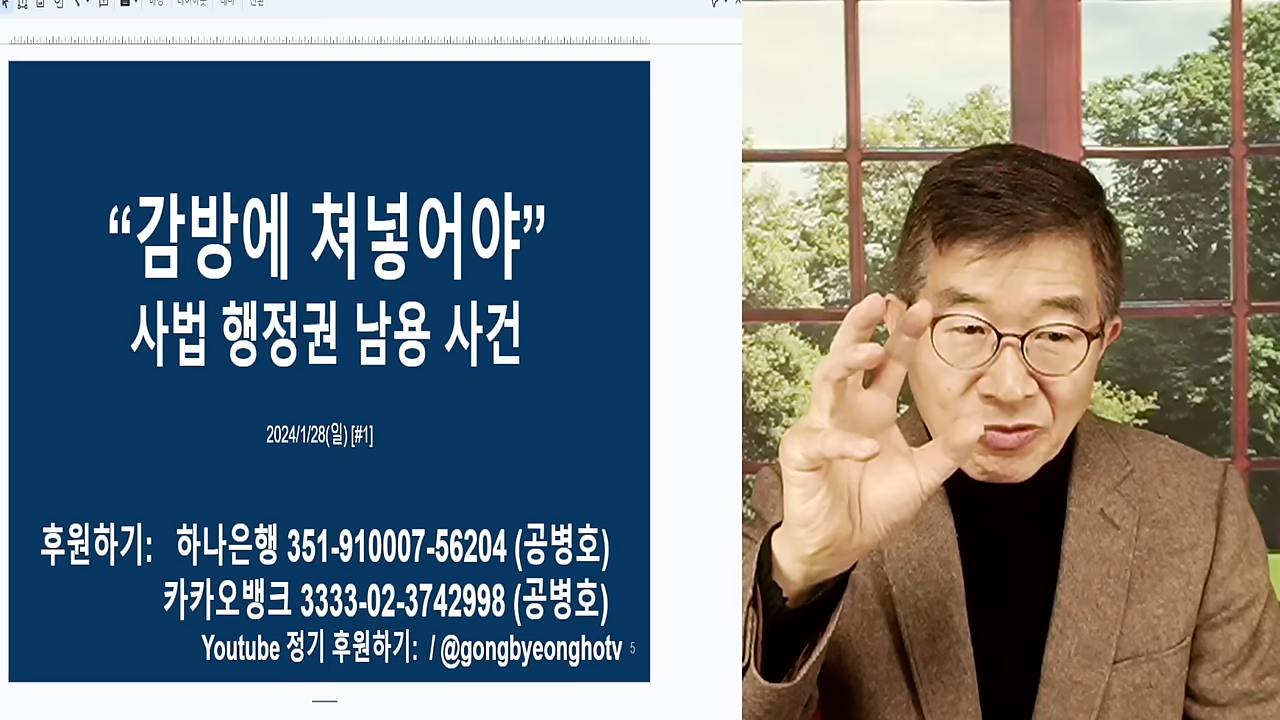 “감방에 쳐넣어야”
사법 행정권 남용 사건
2024/1/28(일) [#1]
후원하기: 하나은행 351-910007-56204 (공병호)
카카오뱅크 3333-02-3742998 (공병호)
Youtube 정기 후원하기: / @gongbyeonghotv
5